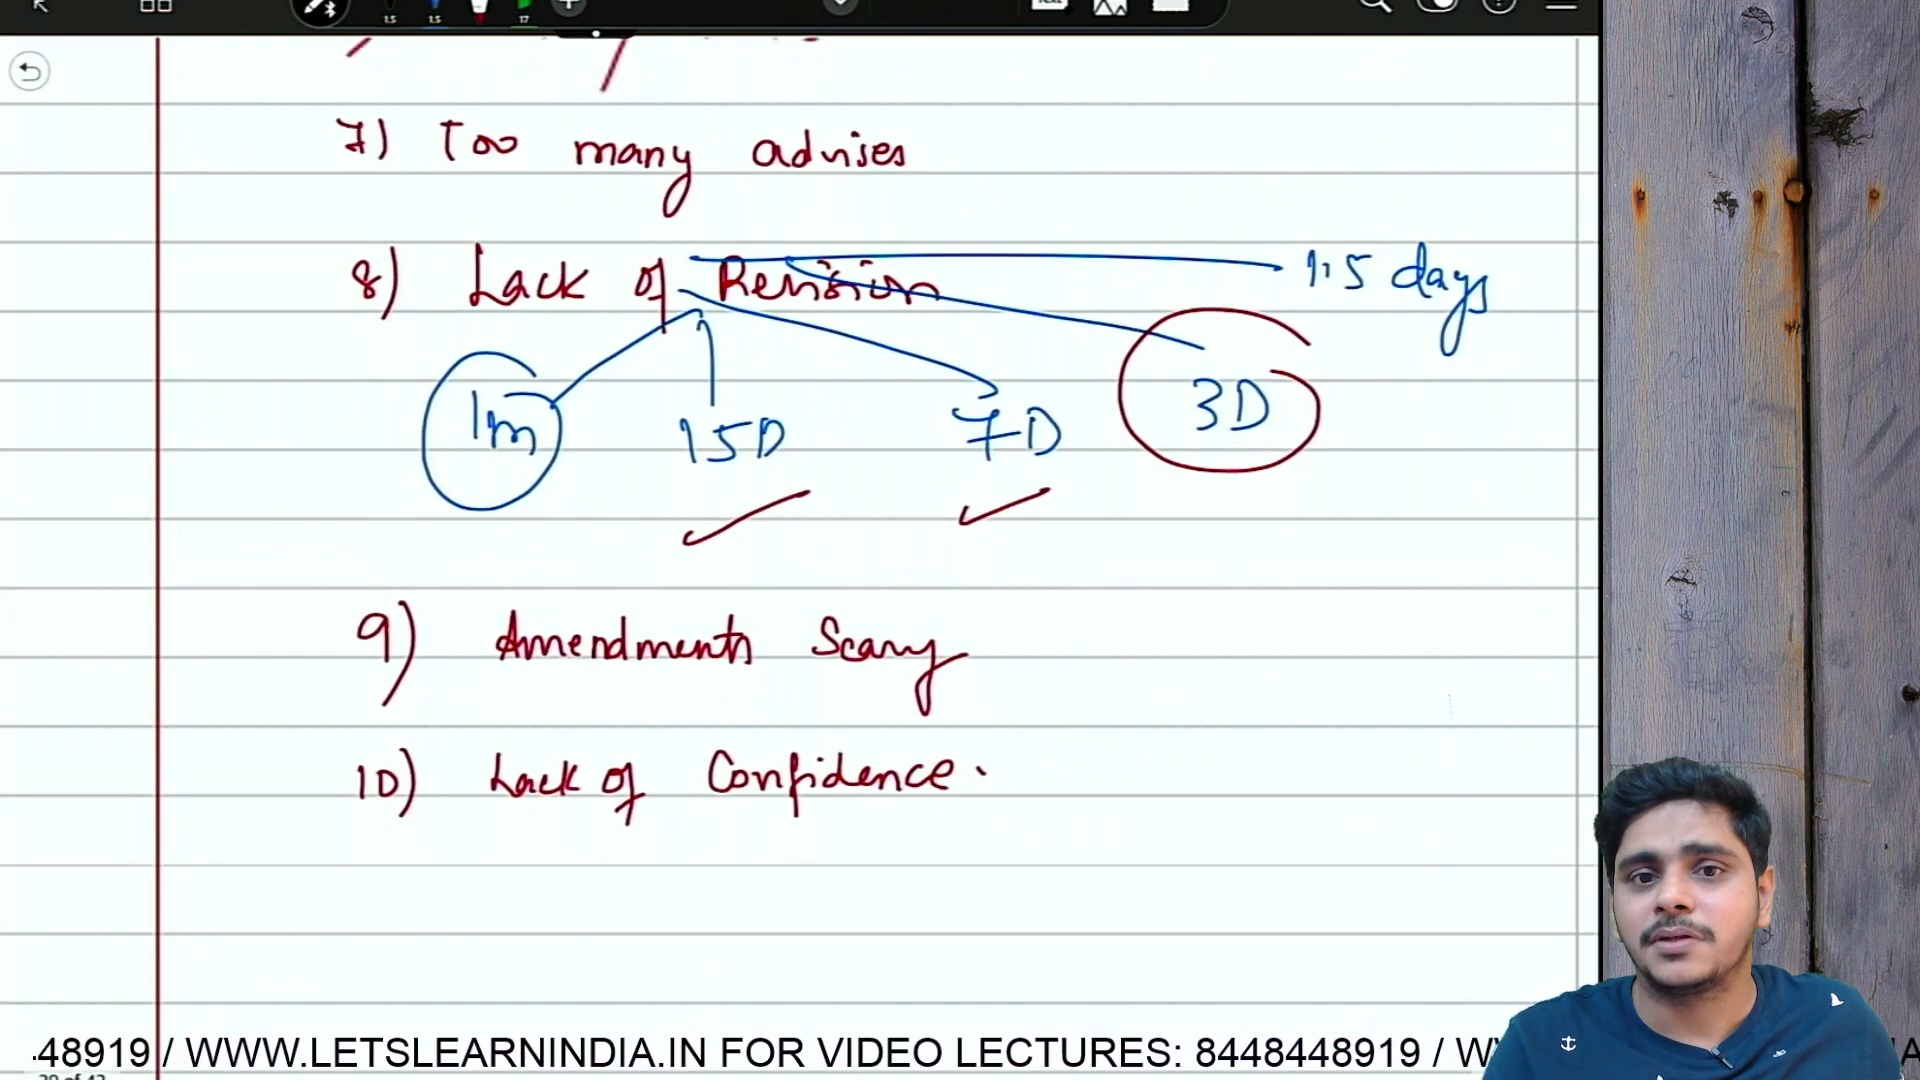 7) Too many advises
8) Lack of Revision 1.5 days
1m 15D 7D 3D
9) Amendments Scary
10) Lack of Confidence.
48919 / WWW.LETSLEARNINDIA.IN FOR VIDEO LECTURES: 8448448919 /